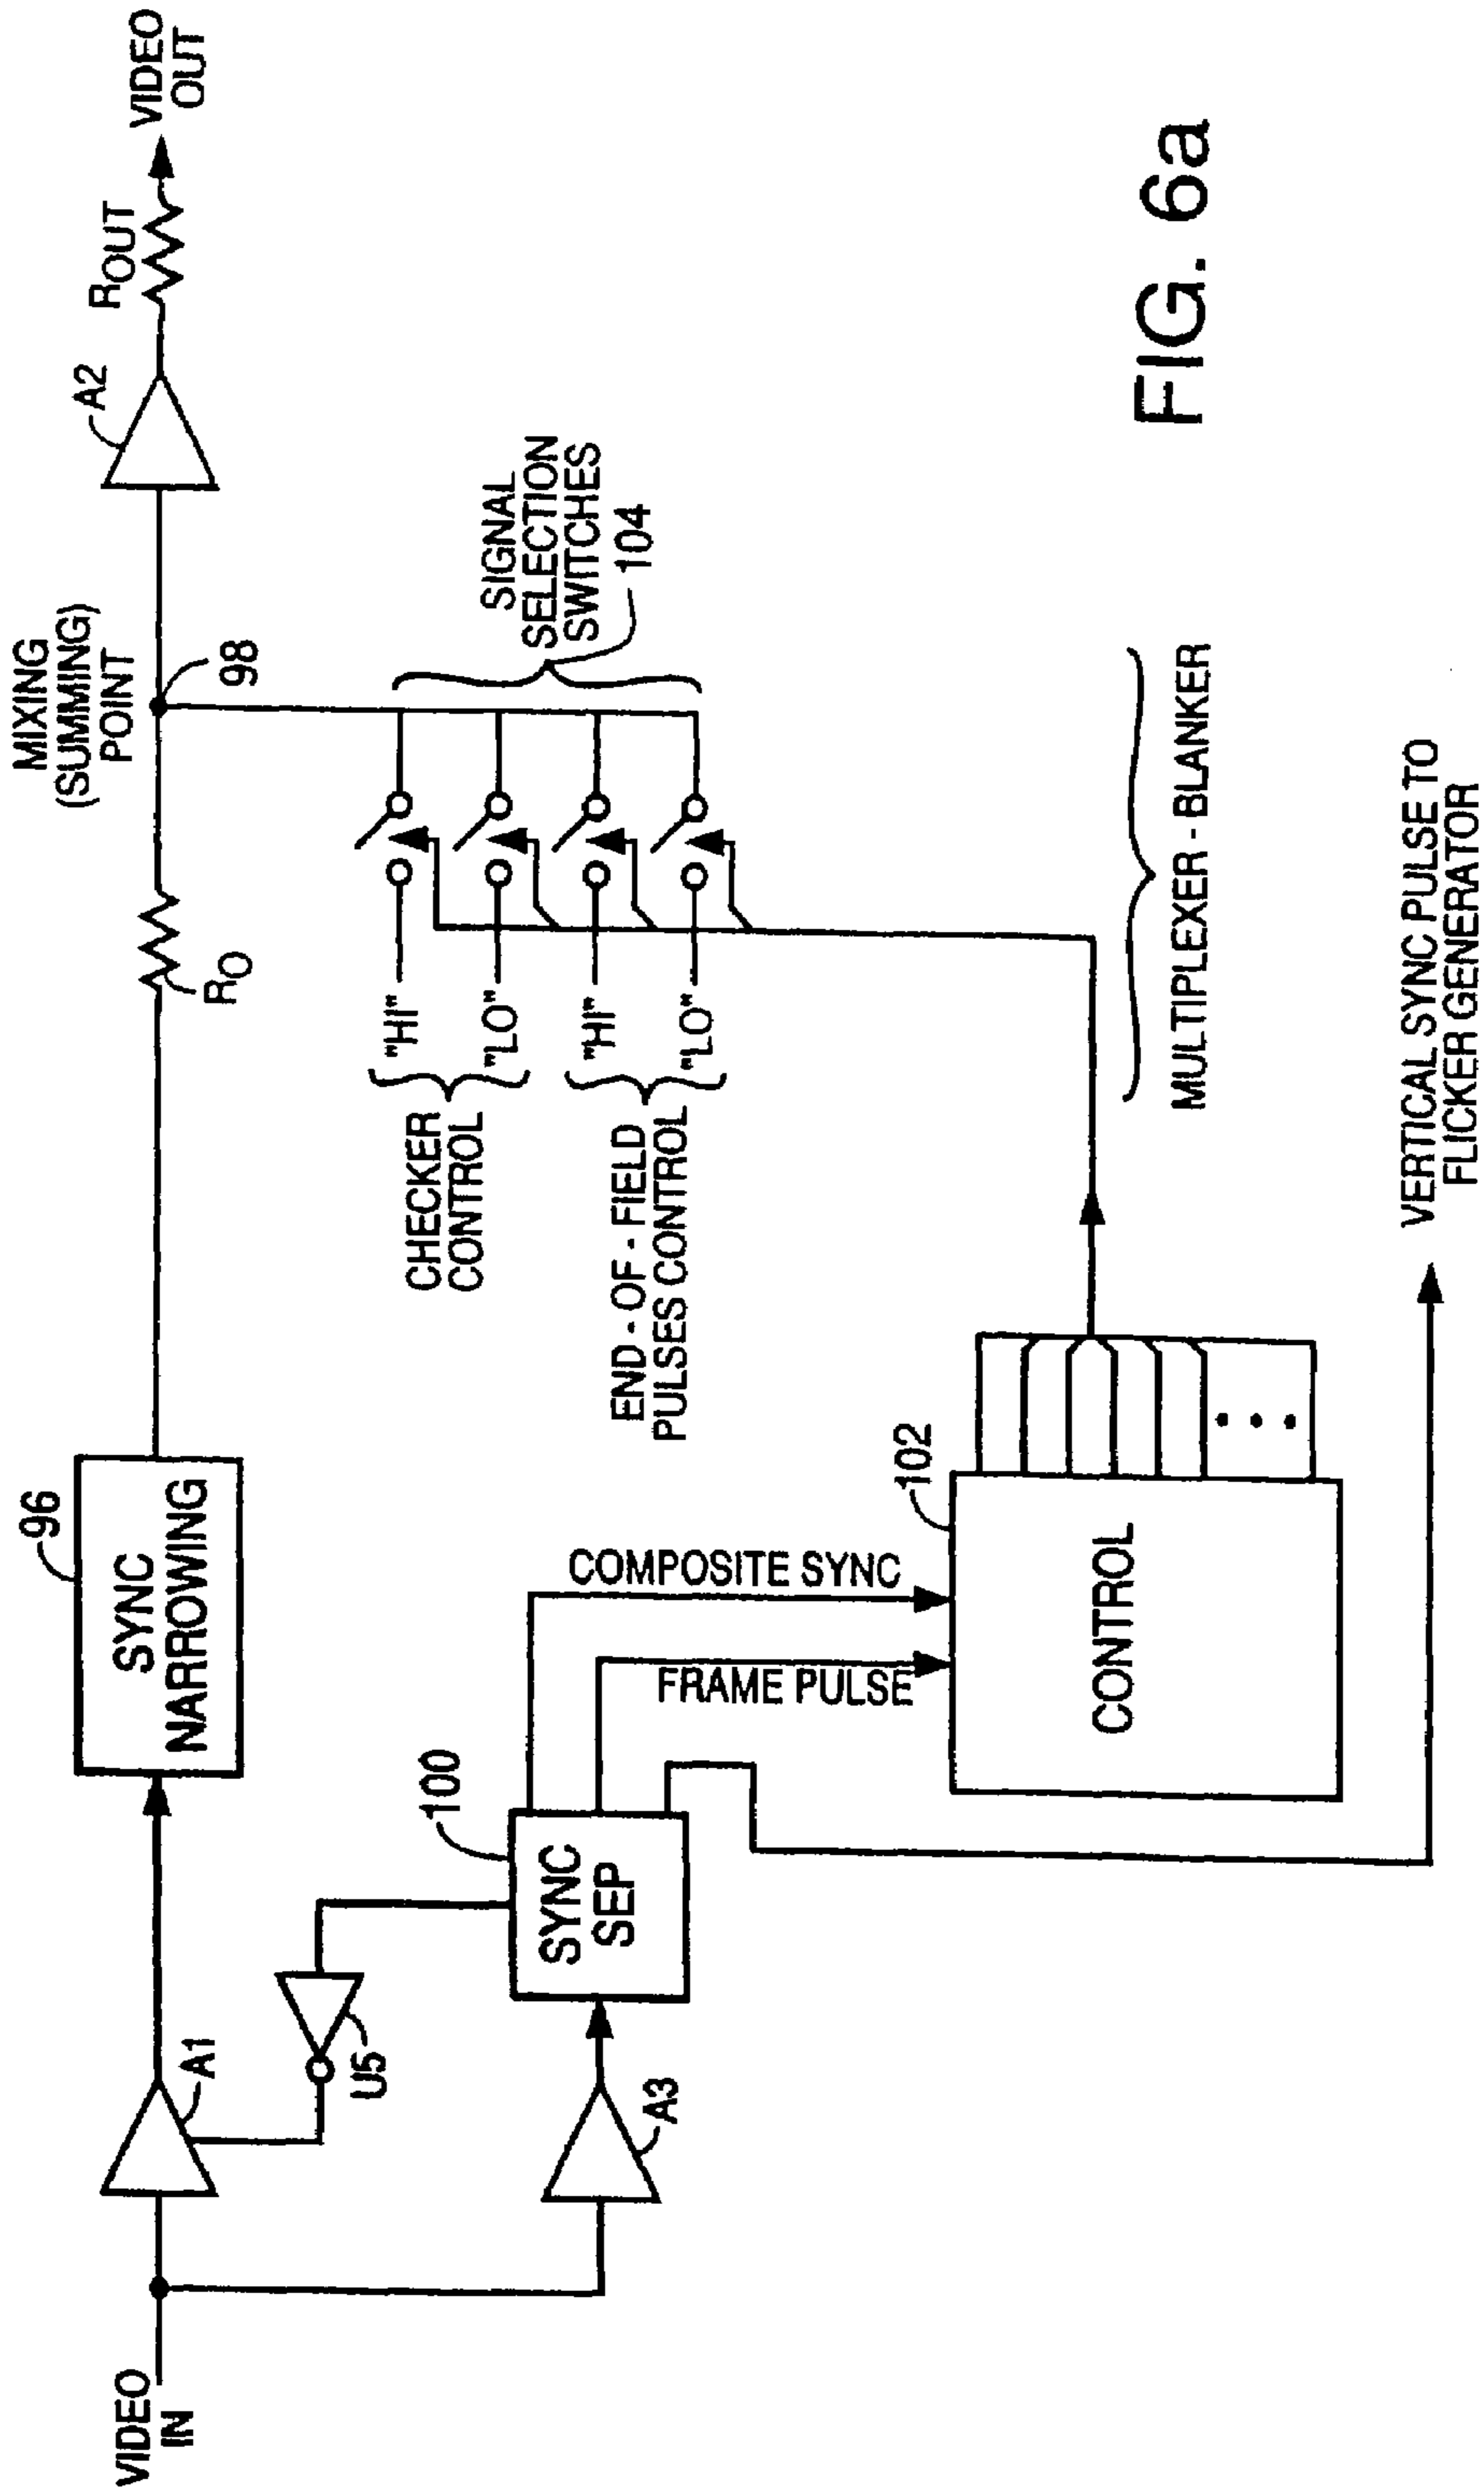 VIDEO
IN
A1
SYNC
NARROWING
96
RO
MIXING
(SUMMING)
POINT
98
A2
ROUT
VIDEO
OUT
U5
A3
SYNC
SEP
100
COMPOSITE SYNC
FRAME PULSE
CONTROL
102
CHECKER
CONTROL
"HI"
"LO"
END - OF - FIELD
PULSES CONTROL
"HI"
"LO"
SIGNAL
SELECTION
SWITCHES
104
MULTIPLEXER - BLANKER
VERTICAL SYNC PULSE TO
FLICKER GENERATOR
FIG. 6a